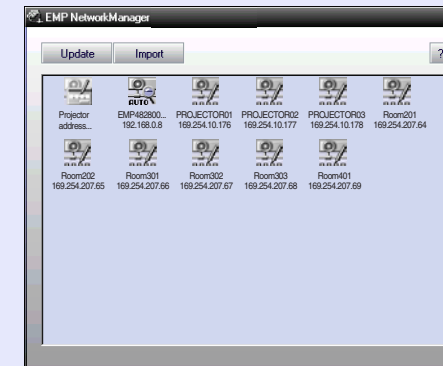 EMP NetworkManager
Update
Import
?
AUTO
Projector
address...
EMP482800...
192.168.0.8
PROJECTOR01
169.254.10.176
PROJECTOR02
169.254.10.177
PROJECTOR03
169.254.10.178
Room201
169.254.207.64
Room202
169.254.207.65
Room301
169.254.207.66
Room302
169.254.207.67
Room303
169.254.207.68
Room401
169.254.207.69